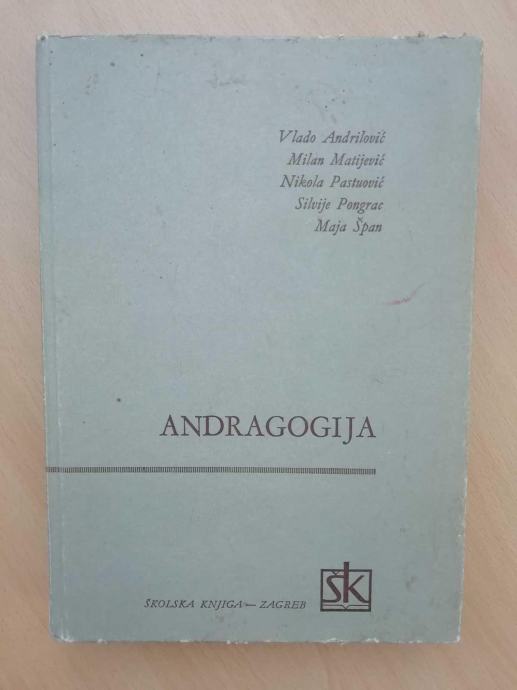 Vlado Andrilović
Milan Matijević
Nikola Pastuović
Silvije Pongrac
Maja Špan
ANDRAGOGIJA
ŠKOLSKA KNJIGA — ZAGREB
šk